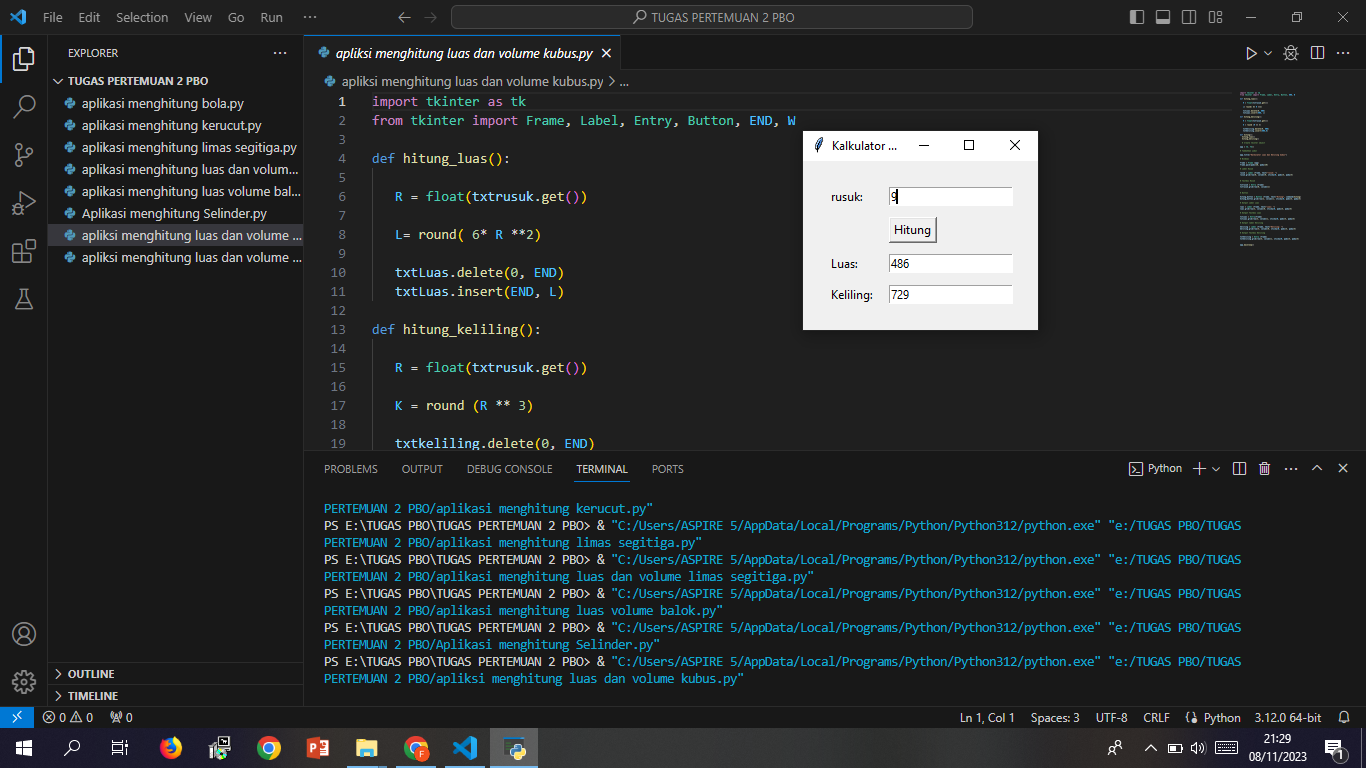 File Edit Selection View Go Run ···
TUGAS PERTEMUAN 2 PBO
EXPLORER
TUGAS PERTEMUAN 2 PBO
aplikasi menghitung bola.py
aplikasi menghitung kerucut.py
aplikasi menghitung limas segitiga.py
aplikasi menghitung luas dan volum...
aplikasi menghitung luas volume bal...
Aplikasi menghitung Selinder.py
apliksi menghitung luas dan volume ...
apliksi menghitung luas dan volume ...
OUTLINE
TIMELINE
apliksi menghitung luas dan volume kubus.py
apliksi menghitung luas dan volume kubus.py > ...
1 import tkinter as tk
2 from tkinter import Frame, Label, Entry, Button, END, W
3
4 def hitung_luas():
5
6 R = float(txtrusuk.get())
7
8 L= round( 6* R **2)
9
10 txtLuas.delete(0, END)
11 txtLuas.insert(END, L)
12
13 def hitung_keliling():
14
15 R = float(txtrusuk.get())
16
17 K = round (R ** 3)
18
19 txtkeliling.delete(0, END)
Kalkulator ...
rusuk: 9
Hitung
Luas: 486
Keliling: 729
PROBLEMS OUTPUT DEBUG CONSOLE TERMINAL PORTS
Python
PERTEMUAN 2 PBO/aplikasi menghitung kerucut.py"
PS E:\TUGAS PBO\TUGAS PERTEMUAN 2 PBO> & "C:/Users/ASPIRE 5/AppData/Local/Programs/Python/Python312/python.exe" "e:/TUGAS PBO/TUGAS
PERTEMUAN 2 PBO/aplikasi menghitung limas segitiga.py"
PS E:\TUGAS PBO\TUGAS PERTEMUAN 2 PBO> & "C:/Users/ASPIRE 5/AppData/Local/Programs/Python/Python312/python.exe" "e:/TUGAS PBO/TUGAS
PERTEMUAN 2 PBO/aplikasi menghitung luas dan volume limas segitiga.py"
PS E:\TUGAS PBO\TUGAS PERTEMUAN 2 PBO> & "C:/Users/ASPIRE 5/AppData/Local/Programs/Python/Python312/python.exe" "e:/TUGAS PBO/TUGAS
PERTEMUAN 2 PBO/aplikasi menghitung luas volume balok.py"
PS E:\TUGAS PBO\TUGAS PERTEMUAN 2 PBO> & "C:/Users/ASPIRE 5/AppData/Local/Programs/Python/Python312/python.exe" "e:/TUGAS PBO/TUGAS
PERTEMUAN 2 PBO/Aplikasi menghitung Selinder.py"
PS E:\TUGAS PBO\TUGAS PERTEMUAN 2 PBO> & "C:/Users/ASPIRE 5/AppData/Local/Programs/Python/Python312/python.exe" "e:/TUGAS PBO/TUGAS
PERTEMUAN 2 PBO/apliksi menghitung luas dan volume kubus.py"
0 0 0 Ln 1, Col 1 Spaces: 3 UTF-8 CRLF Python 3.12.0 64-bit
21:29
08/11/2023
1